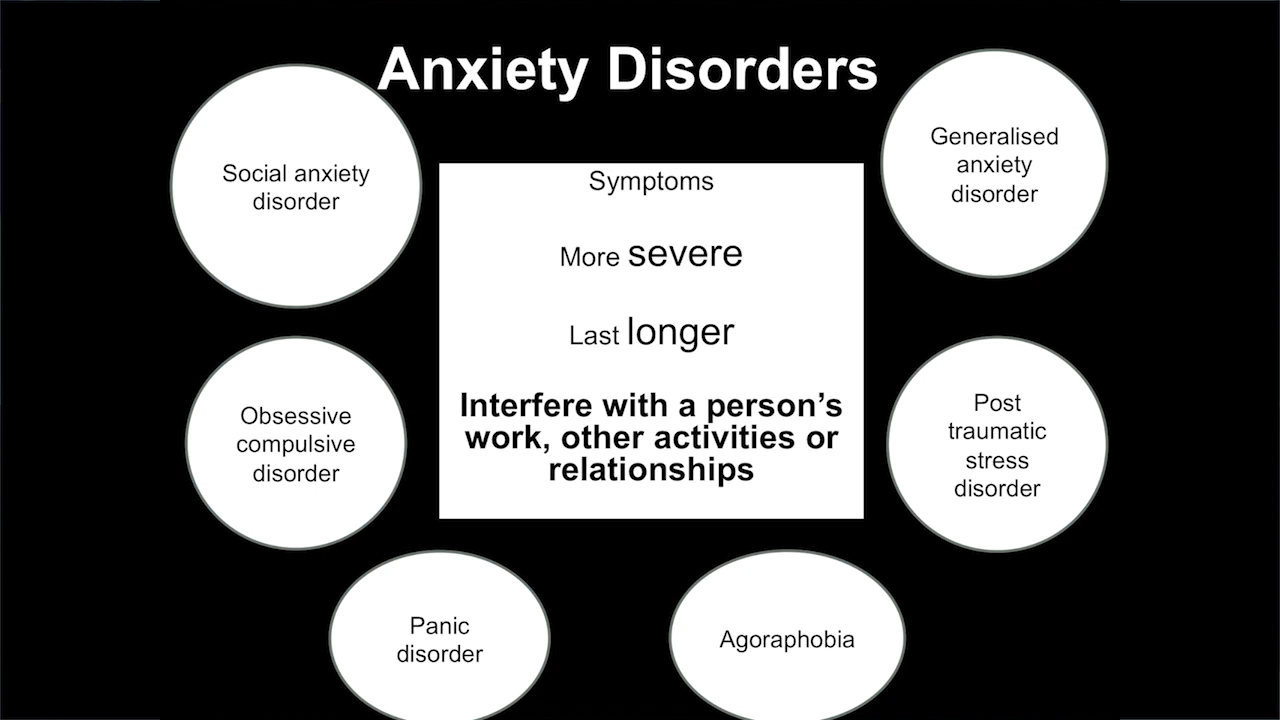 Anxiety Disorders
Social anxiety
disorder
Generalised
anxiety
disorder
Symptoms
More severe
Last longer
Interfere with a person’s
work, other activities or
relationships
Obsessive
compulsive
disorder
Post
traumatic
stress
disorder
Panic
disorder
Agoraphobia